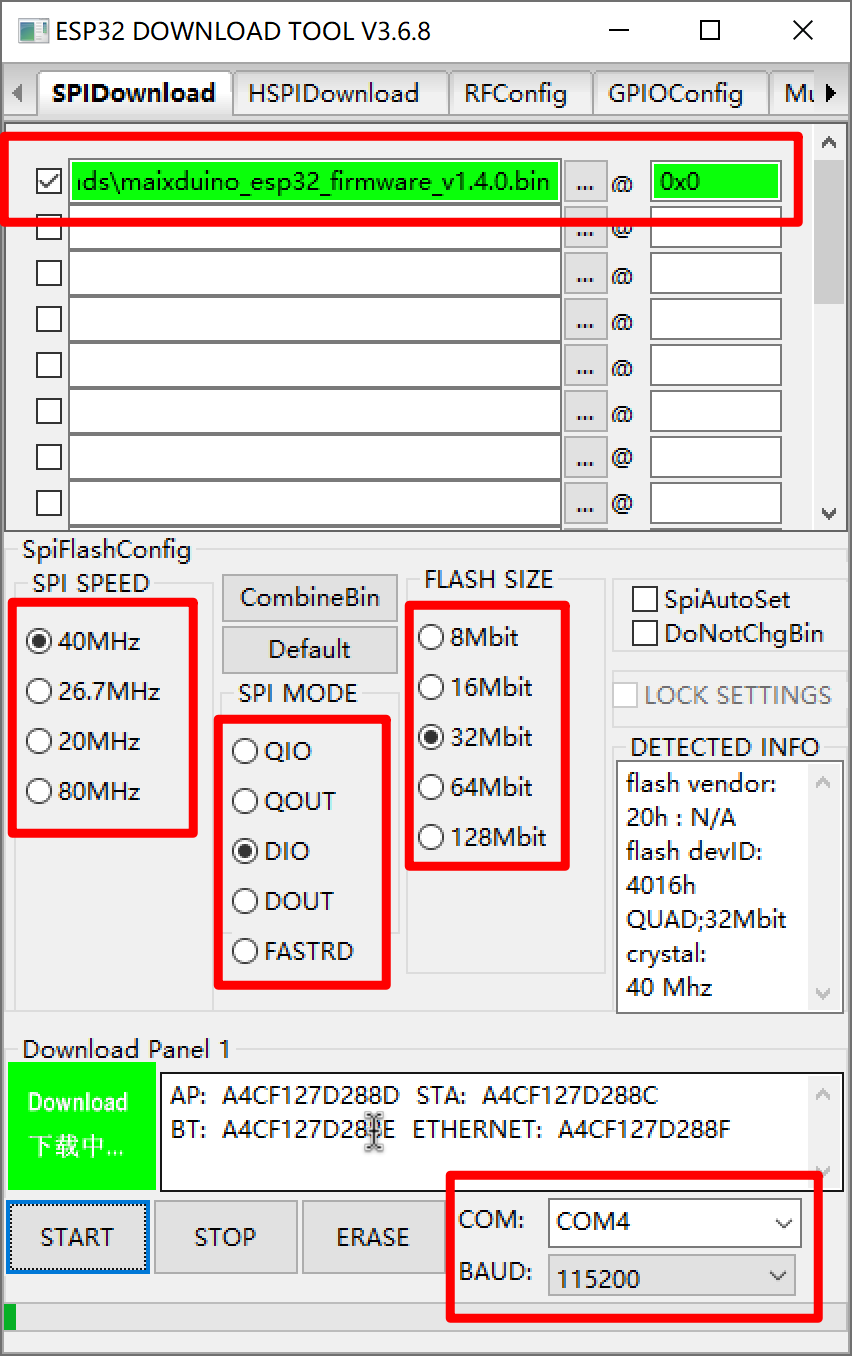 ESP32 DOWNLOAD TOOL V3.6.8
SPIDownload HSPIDownload RFConfig GPIOConfig
ds\maixduino_esp32_firmware_v1.4.0.bin ... @ 0x0
... @
... @
... @
... @
... @
... @
... @
SpiFlashConfig
SPI SPEED
40MHz
26.7MHz
20MHz
80MHz
CombineBin
Default
SPI MODE
QIO
QOUT
DIO
DOUT
FASTRD
FLASH SIZE
8Mbit
16Mbit
32Mbit
64Mbit
128Mbit
SpiAutoSet
DoNotChgBin
LOCK SETTINGS
DETECTED INFO
flash vendor:
20h : N/A
flash devID:
4016h
QUAD;32Mbit
crystal:
40 Mhz
Download Panel 1
Download
下载中...
AP: A4CF127D288D STA: A4CF127D288C
BT: A4CF127D288E ETHERNET: A4CF127D288F
START STOP ERASE
COM: COM4
BAUD: 115200